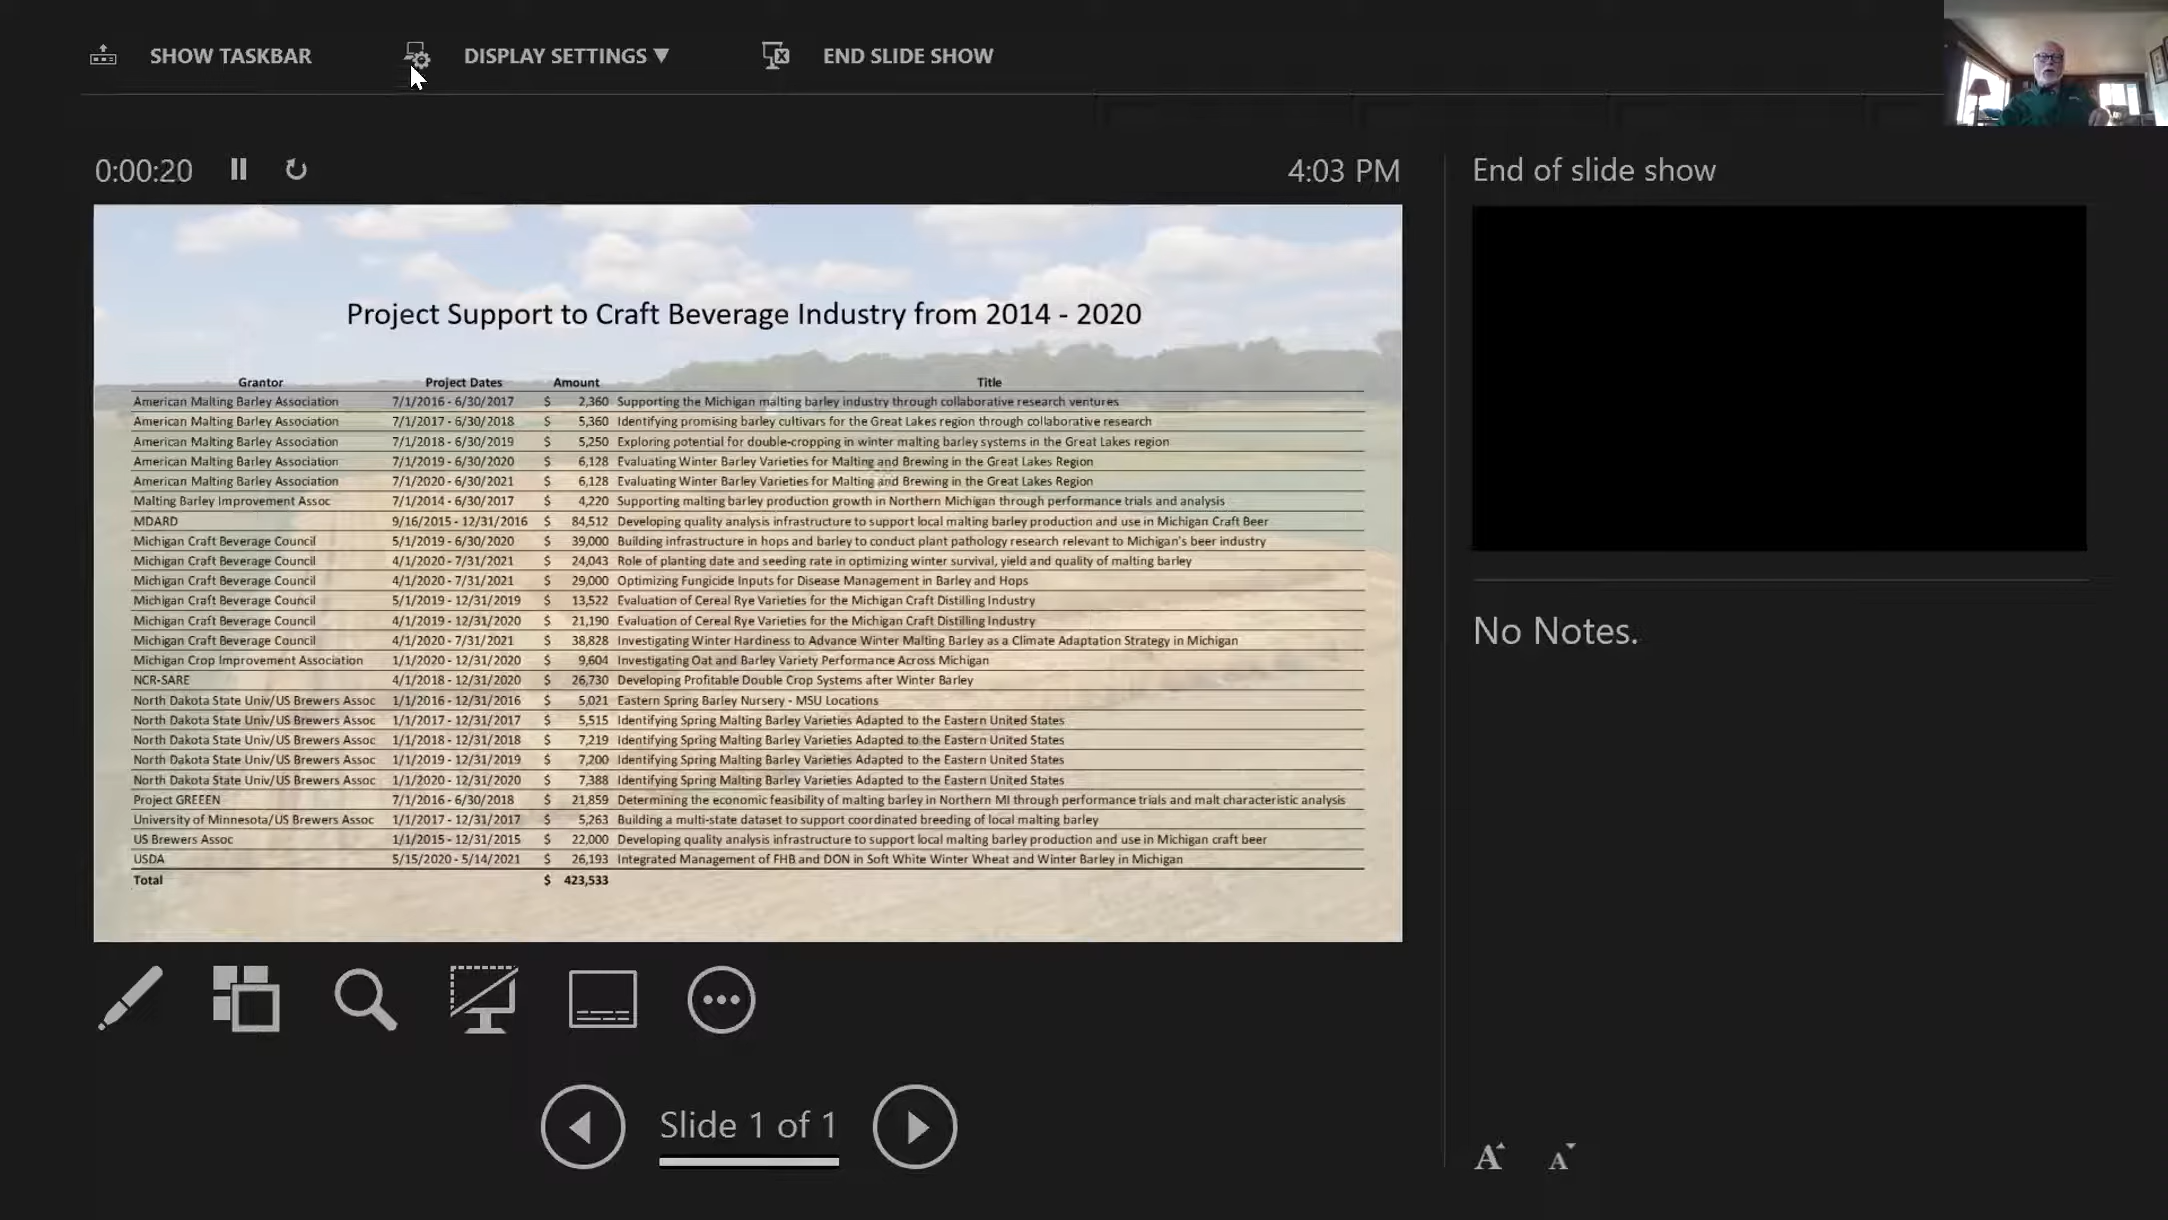 SHOW TASKBAR DISPLAY SETTINGS ▼ END SLIDE SHOW
0:00:20 4:03 PM
End of slide show
Project Support to Craft Beverage Industry from 2014 - 2020
Grantor Project Dates Amount Title
American Malting Barley Association 7/1/2016 - 6/30/2017 $ 2,360 Supporting the Michigan malting barley industry through collaborative research ventures
American Malting Barley Association 7/1/2017 - 6/30/2018 $ 5,360 Identifying promising barley cultivars for the Great Lakes region through collaborative research
American Malting Barley Association 7/1/2018 - 6/30/2019 $ 5,250 Exploring potential for double-cropping in winter malting barley systems in the Great Lakes region
American Malting Barley Association 7/1/2019 - 6/30/2020 $ 6,128 Evaluating Winter Barley Varieties for Malting and Brewing in the Great Lakes Region
American Malting Barley Association 7/1/2020 - 6/30/2021 $ 6,128 Evaluating Winter Barley Varieties for Malting and Brewing in the Great Lakes Region
Malting Barley Improvement Assoc 7/1/2014 - 6/30/2017 $ 4,220 Supporting malting barley production growth in Northern Michigan through performance trials and analysis
MDARD 9/16/2015 - 12/31/2016 $ 84,512 Developing quality analysis infrastructure to support local malting barley production and use in Michigan Craft Beer
Michigan Craft Beverage Council 5/1/2019 - 6/30/2020 $ 39,000 Building infrastructure in hops and barley to conduct plant pathology research relevant to Michigan's beer industry
Michigan Craft Beverage Council 4/1/2020 - 7/31/2021 $ 24,043 Role of planting date and seeding rate in optimizing winter survival, yield and quality of malting barley
Michigan Craft Beverage Council 4/1/2020 - 7/31/2021 $ 29,000 Optimizing Fungicide Inputs for Disease Management in Barley and Hops
Michigan Craft Beverage Council 5/1/2019 - 12/31/2019 $ 13,522 Evaluation of Cereal Rye Varieties for the Michigan Craft Distilling Industry
Michigan Craft Beverage Council 4/1/2019 - 12/31/2020 $ 21,190 Evaluation of Cereal Rye Varieties for the Michigan Craft Distilling Industry
Michigan Craft Beverage Council 4/1/2020 - 7/31/2021 $ 38,828 Investigating Winter Hardiness to Advance Winter Malting Barley as a Climate Adaptation Strategy in Michigan
Michigan Crop Improvement Association 1/1/2020 - 12/31/2020 $ 9,604 Investigating Oat and Barley Variety Performance Across Michigan
NCR-SARE 4/1/2018 - 12/31/2020 $ 26,730 Developing Profitable Double Crop Systems after Winter Barley
North Dakota State Univ/US Brewers Assoc 1/1/2016 - 12/31/2016 $ 5,021 Eastern Spring Barley Nursery - MSU Locations
North Dakota State Univ/US Brewers Assoc 1/1/2017 - 12/31/2017 $ 5,515 Identifying Spring Malting Barley Varieties Adapted to the Eastern United States
North Dakota State Univ/US Brewers Assoc 1/1/2018 - 12/31/2018 $ 7,219 Identifying Spring Malting Barley Varieties Adapted to the Eastern United States
North Dakota State Univ/US Brewers Assoc 1/1/2019 - 12/31/2019 $ 7,200 Identifying Spring Malting Barley Varieties Adapted to the Eastern United States
North Dakota State Univ/US Brewers Assoc 1/1/2020 - 12/31/2020 $ 7,388 Identifying Spring Malting Barley Varieties Adapted to the Eastern United States
Project GREEEN 7/1/2016 - 6/30/2018 $ 21,859 Determining the economic feasibility of malting barley in Northern MI through performance trials and malt characteristic analysis
University of Minnesota/US Brewers Assoc 1/1/2017 - 12/31/2017 $ 5,263 Building a multi-state dataset to support coordinated breeding of local malting barley
US Brewers Assoc 1/1/2015 - 12/31/2015 $ 22,000 Developing quality analysis infrastructure to support local malting barley production and use in Michigan craft beer
USDA 5/15/2020 - 5/14/2021 $ 26,193 Integrated Management of FHB and DON in Soft White Winter Wheat and Winter Barley in Michigan
Total $ 423,533
No Notes.
Slide 1 of 1
A A